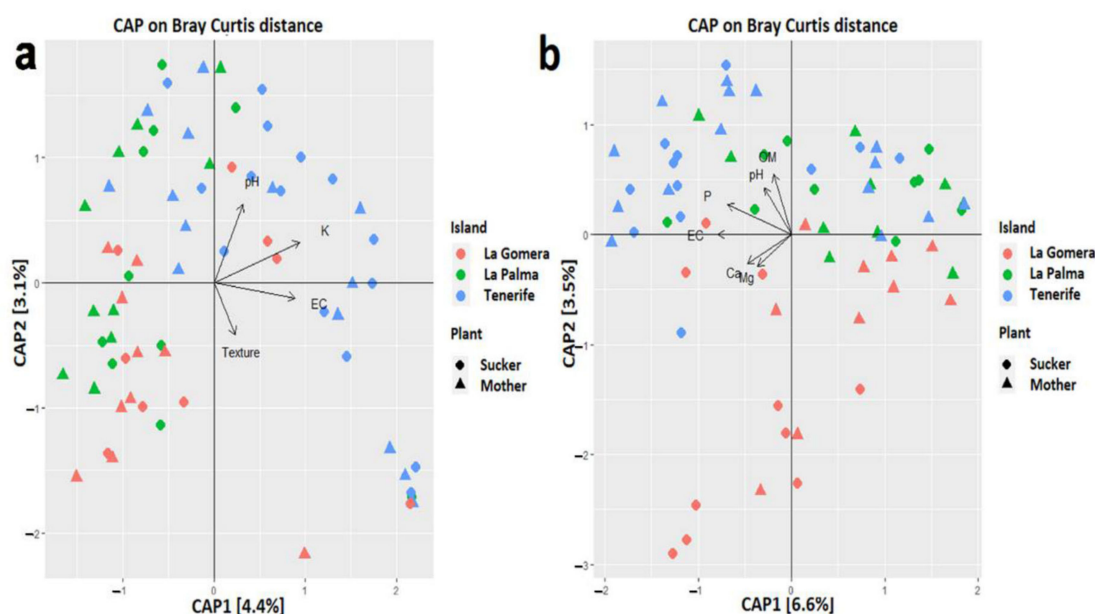 a
CAP on Bray Curtis distance
CAP2 [3.1%]
1
0
−1
−2
pH
K
EC
Texture
−1
0
1
2
CAP1 [4.4%]
Island
La Gomera
La Palma
Tenerife
Plant
Sucker
Mother
b
CAP on Bray Curtis distance
CAP2 [3.5%]
1
0
−1
−2
−3
OM
pH
P
EC
Ca
Mg
−2
−1
0
1
2
CAP1 [6.6%]
Island
La Gomera
La Palma
Tenerife
Plant
Sucker
Mother